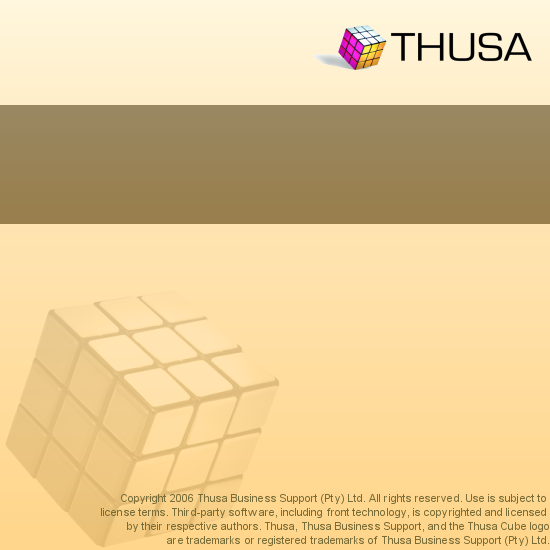 THUSA
Copyright 2006 Thusa Business Support (Pty) Ltd. All rights reserved. Use is subject to
license terms. Third-party software, including front technology, is copyrighted and licensed
by their respective authors. Thusa, Thusa Business Support, and the Thusa Cube logo
are trademarks or registered trademarks of Thusa Business Support (Pty) Ltd.